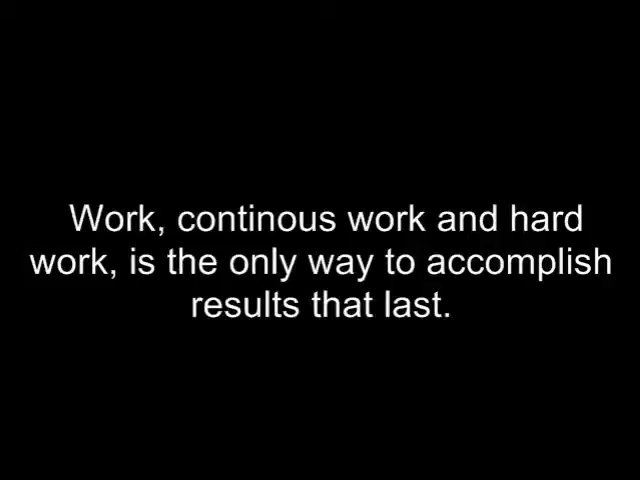 Work, continous work and hard
work, is the only way to accomplish
results that last.